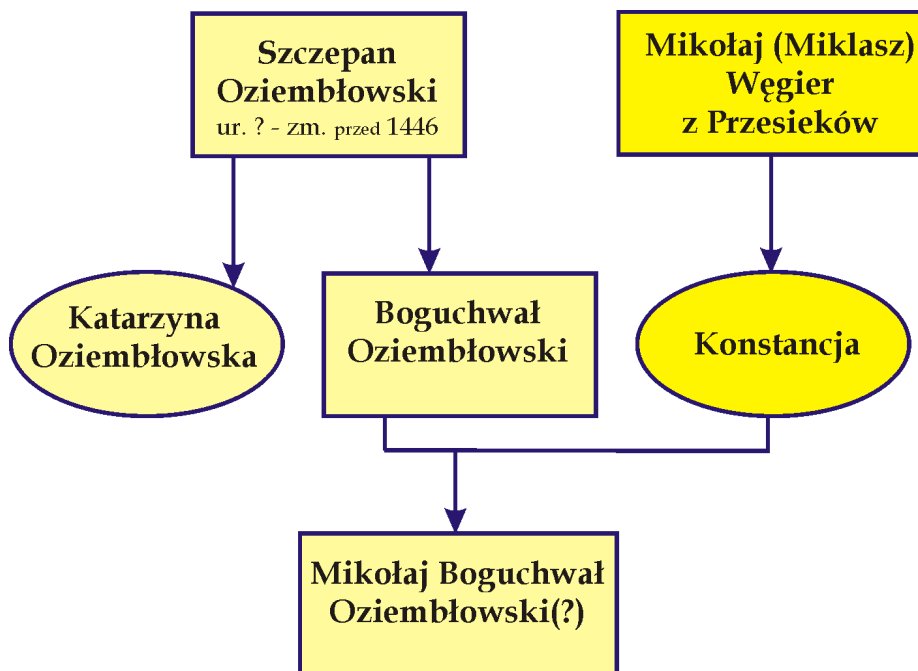 Szczepan
Oziembłowski
ur. ? - zm. przed 1446
Mikołaj (Miklasz)
Węgier
z Przesieków
Katarzyna
Oziembłowska
Boguchwał
Oziembłowski
Konstancja
Mikołaj Boguchwał
Oziembłowski(?)